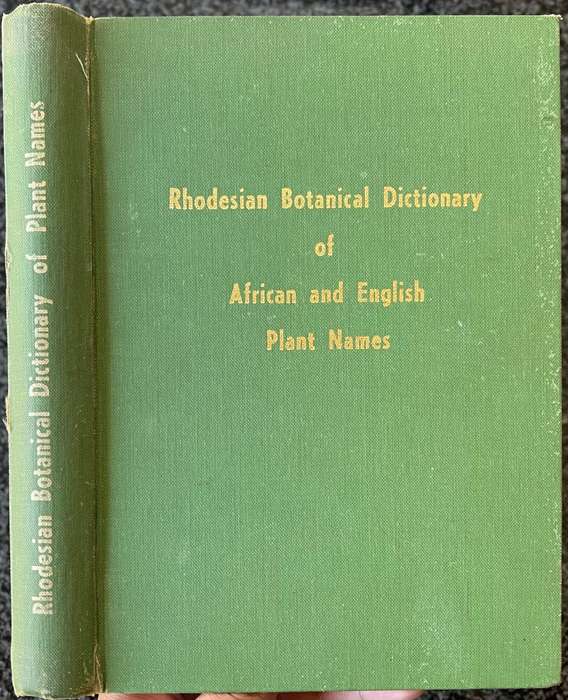 Rhodesian Botanical Dictionary of Plant Names
Rhodesian Botanical Dictionary
of
African and English
Plant Names